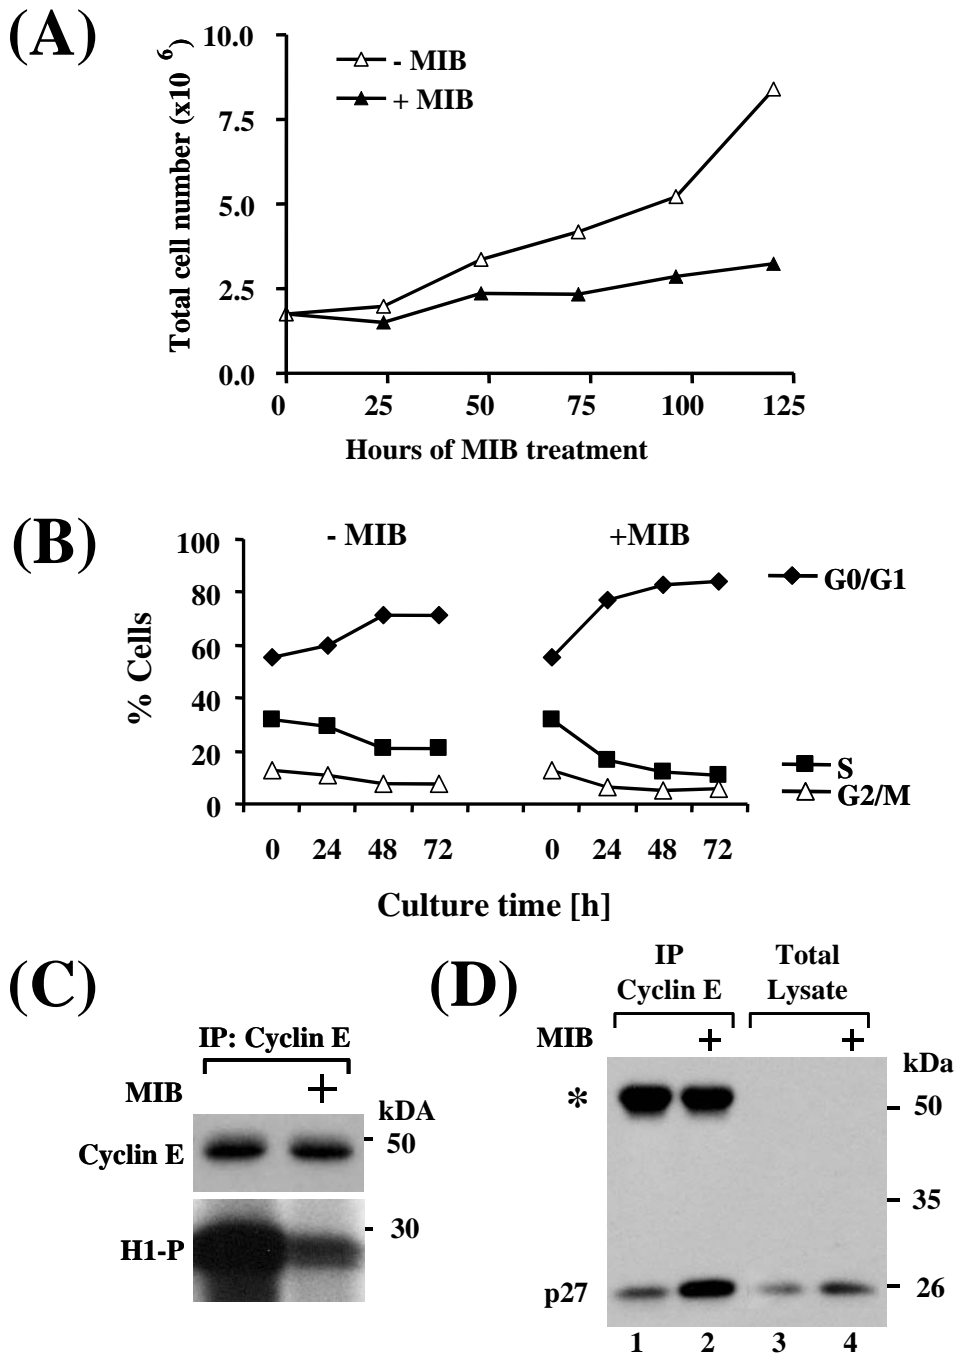 (A)
Total cell number (x10 6)
10.0
7.5
5.0
2.5
0.0
- MIB
+ MIB
0 25 50 75 100 125
Hours of MIB treatment
(B)
% Cells
100
80
60
40
20
0
- MIB +MIB
G0/G1
S
G2/M
0 24 48 72 0 24 48 72
Culture time [h]
(C)
IP: Cyclin E
MIB +
kDA
Cyclin E 50
H1-P 30
(D)
IP Total
Cyclin E Lysate
MIB + +
kDa
* 50
35
p27 26
1 2 3 4